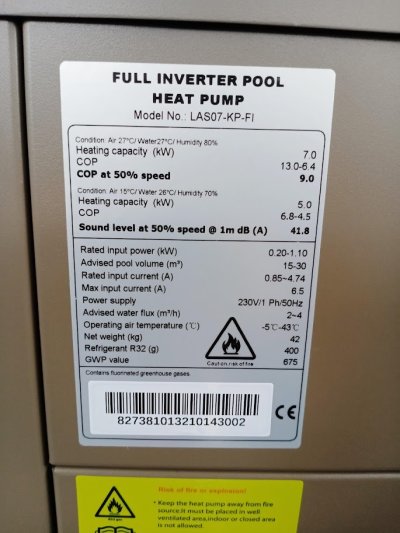 FULL INVERTER POOL
HEAT PUMP
Model No.: LAS07-KP-FI
Condition: Air 27°C/ Water27°C/ Humidity 80%
Heating capacity (kW) 7.0
COP 13.0-6.4
COP at 50% speed 9.0
Condition: Air 15°C/ Water 26°C/ Humidity 70%
Heating capacity (kW) 5.0
COP 6.8-4.5
Sound level at 50% speed @ 1m dB (A) 41.8
Rated input power (kW) 0.20-1.10
Advised pool volume (m³) 15-30
Rated input current (A) 0.85~4.74
Max input current (A) 6.5
Power supply 230V/1 Ph/50Hz
Advised water flux (m³/h) 2~4
Operating air temperature (℃) -5℃-43℃
Net weight (kg) 42
Refrigerant R32 (g) 400
GWP value 675
Caution, risk of fire
Contains fluorinated greenhouse gases
827381013210143002
CE
Risk of fire or explosion!
• Keep the heat pump away from fire
source.It must be placed in well
ventilated area,indoor or closed area
is not allowed.